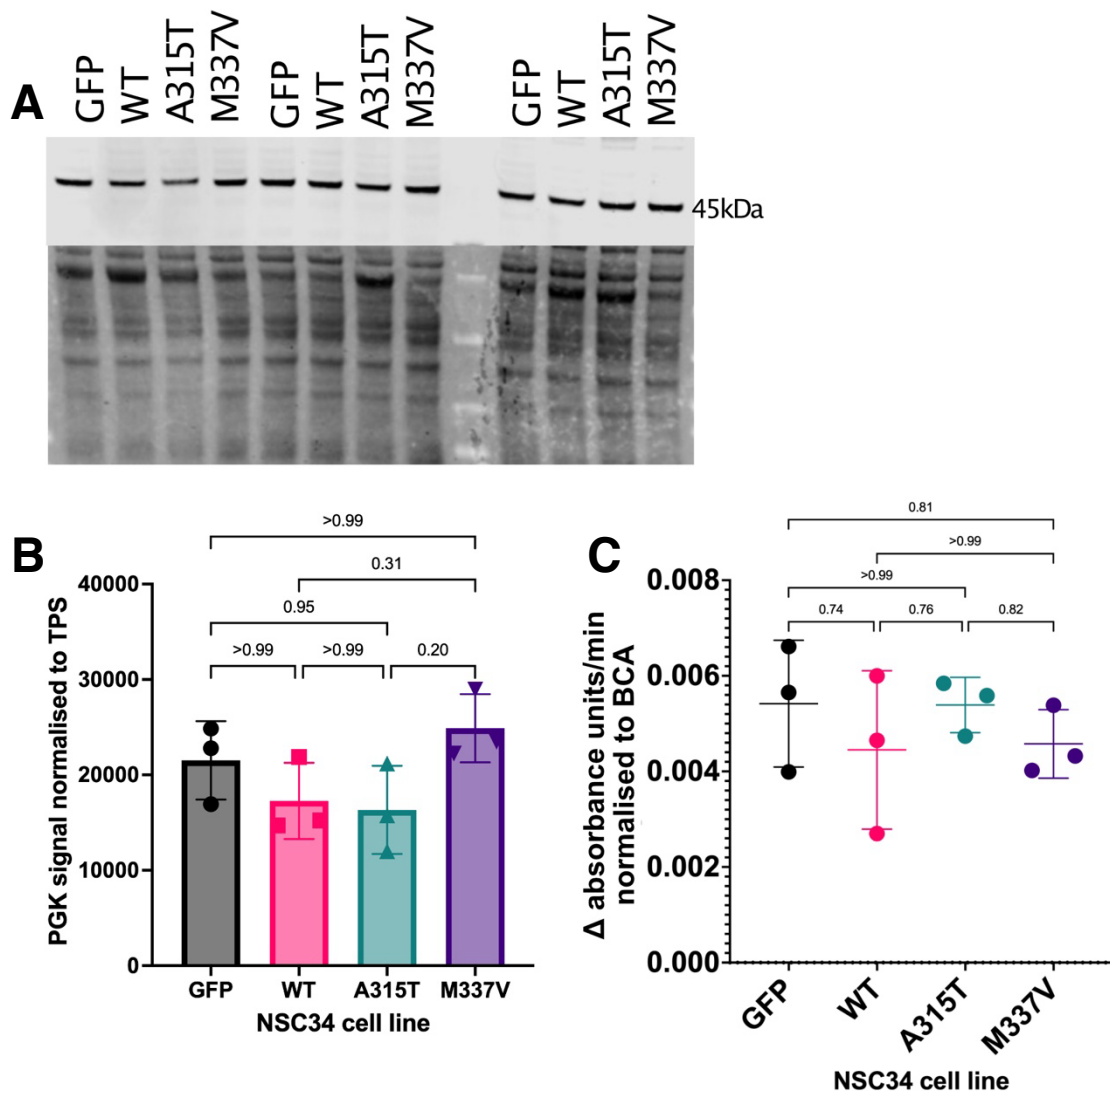 A
GFP WT A315T M337V GFP WT A315T M337V GFP WT A315T M337V
45kDa
B
>0.99
0.31
0.95
>0.99 >0.99 0.20
PGK signal normalised to TPS
40000
30000
20000
10000
0
GFP WT A315T M337V
NSC34 cell line
C
0.81
>0.99
>0.99
0.74 0.76 0.82
Δ absorbance units/min
normalised to BCA
0.008
0.006
0.004
0.002
0.000
GFP WT A315T M337V
NSC34 cell line